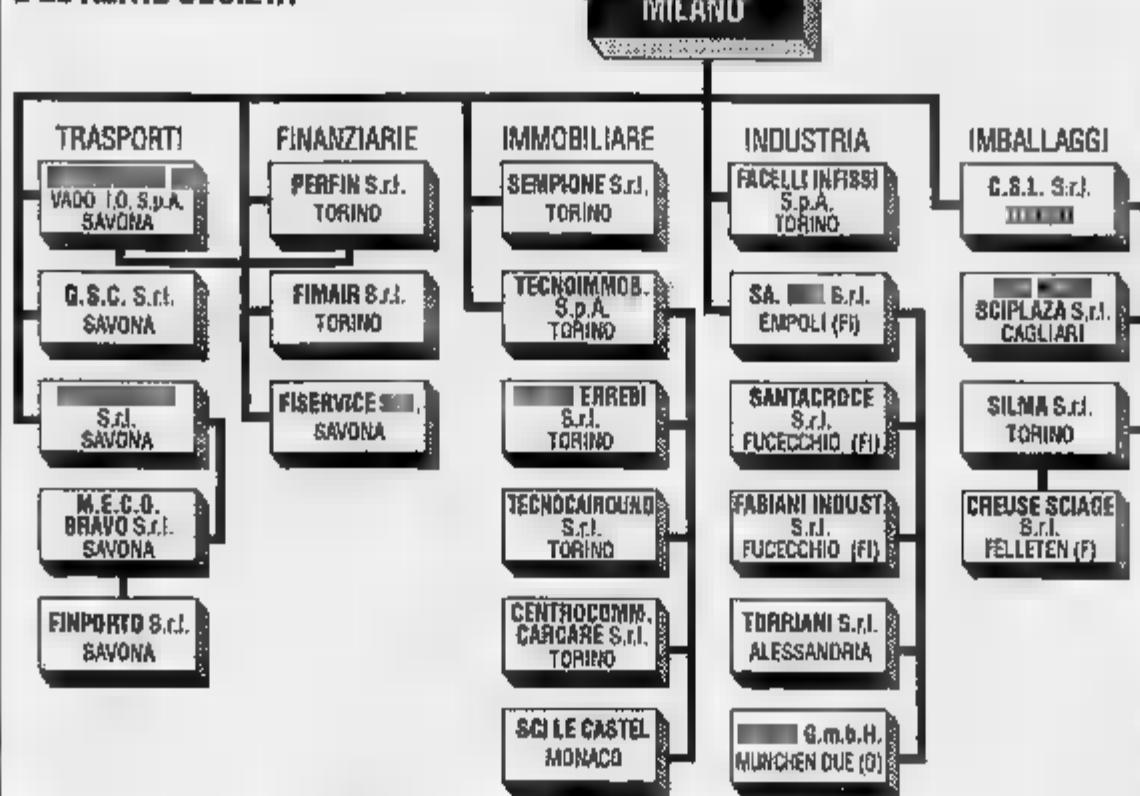 MILANO
TRASPORTI
VADO I.O. S.p.A.
SAVONA
G.S.C. S.r.l.
SAVONA
S.r.l.
SAVONA
M.E.C.O.
BRAVO S.r.l.
SAVONA
FINPORTO S.r.l.
SAVONA
FINANZIARIE
PERFIN S.r.l.
TORINO
FIMAIR S.r.l.
TORINO
FISERVICE
SAVONA
IMMOBILIARE
SEMPIONE S.r.l.
TORINO
TECNOIMMOB.
S.p.A.
TORINO
ERREBI
S.r.l.
TORINO
TECNOCAIROUNO
S.r.l.
TORINO
CENTROCOMM.
CARCARE S.r.l.
TORINO
SCI LE CASTEL
MONACO
INDUSTRIA
FACELLI INFISSI
S.p.A.
TORINO
SA. S.r.l.
EMPOLI (FI)
SANTACROCE
S.r.l.
FUCECCHIO (FI)
FABIANI INDUST
S.r.l.
FUCECCHIO (FI)
TORRIANI S.r.l.
ALESSANDRIA
G.m.b.H.
MUNCHEN DUE (D)
IMBALLAGGI
C.S.L. S.r.l.
SCIPLAZA S.r.l.
CAGLIARI
SILMA S.r.l.
TORINO
CREUSE SCIAGE
S.r.l.
FELLETEN (F)